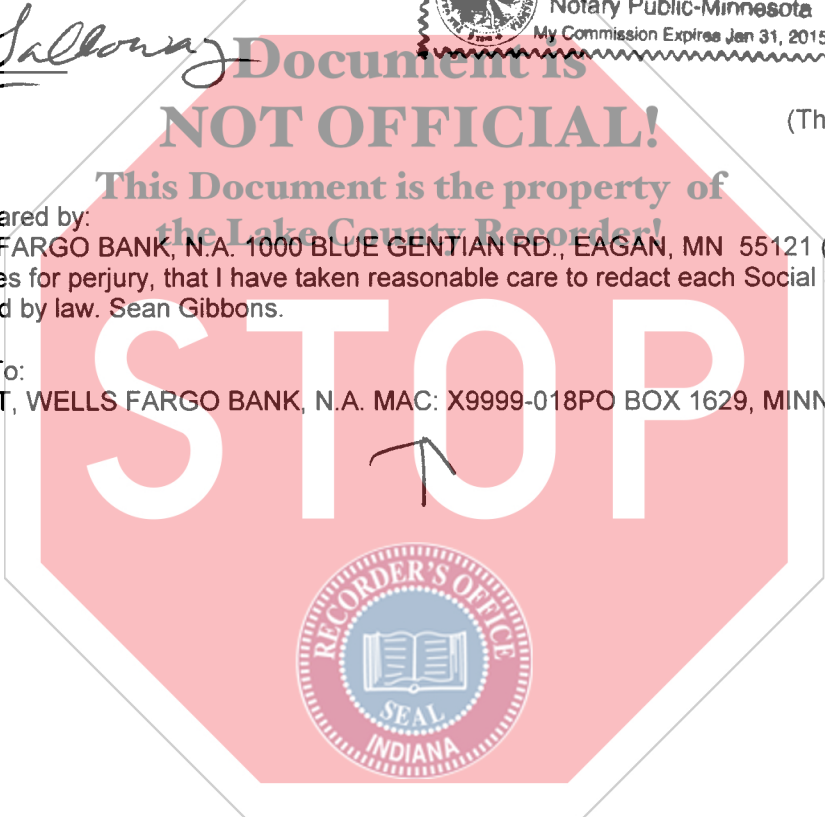 Galloway
Notary Public-Minnesota
My Commission Expires Jan 31, 2015
Document is
NOT OFFICIAL!
(Th
This Document is the property of
the Lake County Recorder!
ared by:
FARGO BANK, N.A. 1000 BLUE GENTIAN RD., EAGAN, MN 55121 (
es for perjury, that I have taken reasonable care to redact each Social
d by law. Sean Gibbons.
o:
T, WELLS FARGO BANK, N.A. MAC: X9999-018PO BOX 1629, MINN
STOP
RECORDER'S OFFICE
SEAL
INDIANA